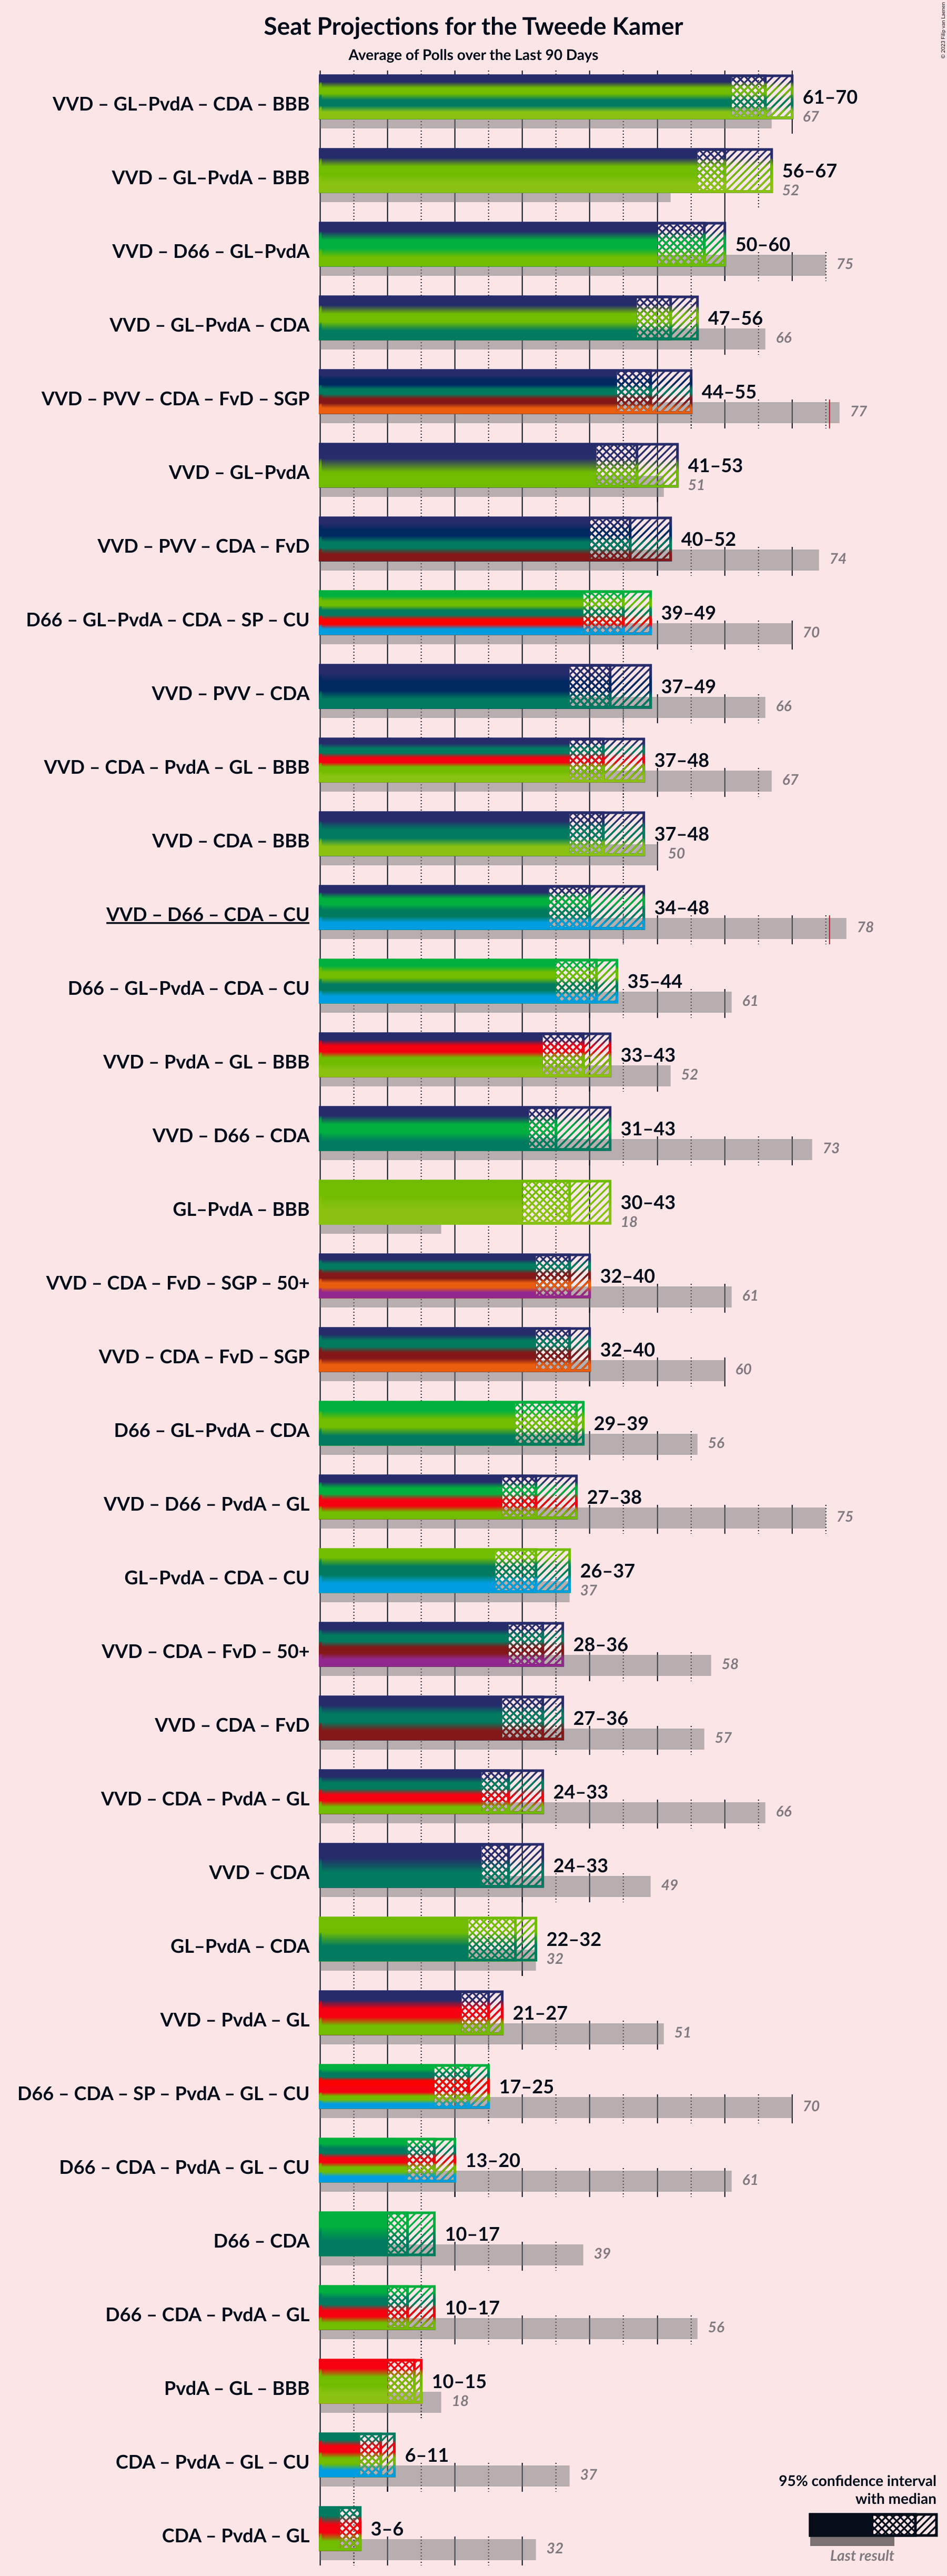 Seat Projections for the Tweede Kamer
Average of Polls over the Last 90 Days
© 2023 Filip van Laenen
VVD – GL–PvdA – CDA – BBB
61–70
67
VVD – GL–PvdA – BBB
56–67
52
VVD – D66 – GL–PvdA
50–60
75
VVD – GL–PvdA – CDA
47–56
66
VVD – PVV – CDA – FvD – SGP
44–55
77
VVD – GL–PvdA
41–53
51
VVD – PVV – CDA – FvD
40–52
74
D66 – GL–PvdA – CDA – SP – CU
39–49
70
VVD – PVV – CDA
37–49
66
VVD – CDA – PvdA – GL – BBB
37–48
67
VVD – CDA – BBB
37–48
50
VVD – D66 – CDA – CU
34–48
78
D66 – GL–PvdA – CDA – CU
35–44
61
VVD – PvdA – GL – BBB
33–43
52
VVD – D66 – CDA
31–43
73
GL–PvdA – BBB
30–43
18
VVD – CDA – FvD – SGP – 50+
32–40
61
VVD – CDA – FvD – SGP
32–40
60
D66 – GL–PvdA – CDA
29–39
56
VVD – D66 – PvdA – GL
27–38
75
GL–PvdA – CDA – CU
26–37
37
VVD – CDA – FvD – 50+
28–36
58
VVD – CDA – FvD
27–36
57
VVD – CDA – PvdA – GL
24–33
66
VVD – CDA
24–33
49
GL–PvdA – CDA
22–32
32
VVD – PvdA – GL
21–27
51
D66 – CDA – SP – PvdA – GL – CU
17–25
70
D66 – CDA – PvdA – GL – CU
13–20
61
D66 – CDA
10–17
39
D66 – CDA – PvdA – GL
10–17
56
PvdA – GL – BBB
10–15
18
CDA – PvdA – GL – CU
6–11
37
CDA – PvdA – GL
3–6
32
95% confidence interval
with median
Last result